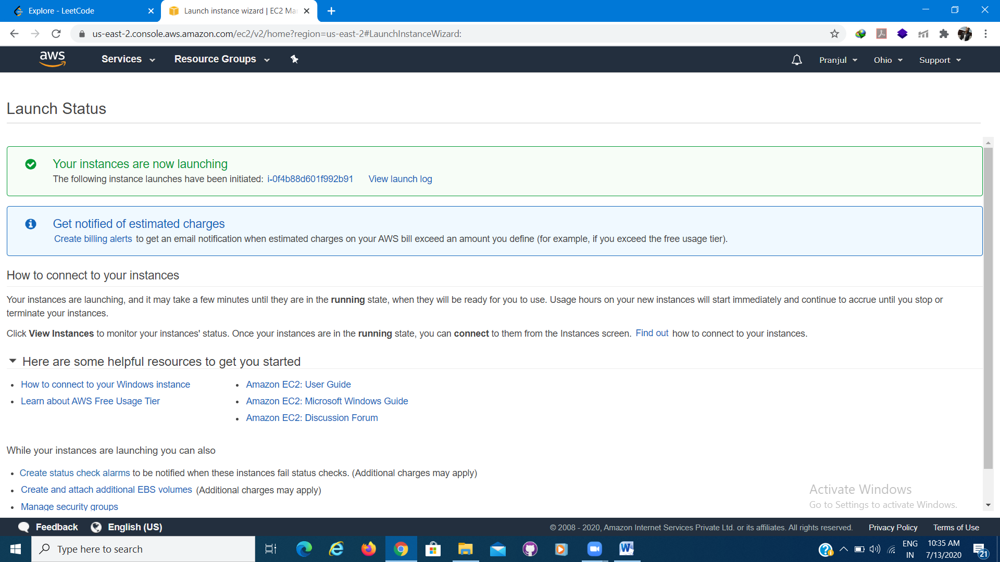 Explore - LeetCode
Launch instance wizard | EC2 Ma
us-east-2.console.aws.amazon.com/ec2/v2/home?region=us-east-2#LaunchInstanceWizard:
aws Services Resource Groups Pranjul Ohio Support
Launch Status
Your instances are now launching
The following instance launches have been initiated: i-0f4b88d601f992b91 View launch log
Get notified of estimated charges
Create billing alerts to get an email notification when estimated charges on your AWS bill exceed an amount you define (for example, if you exceed the free usage tier).
How to connect to your instances
Your instances are launching, and it may take a few minutes until they are in the running state, when they will be ready for you to use. Usage hours on your new instances will start immediately and continue to accrue until you stop or
terminate your instances.
Click View Instances to monitor your instances' status. Once your instances are in the running state, you can connect to them from the Instances screen. Find out how to connect to your instances.
Here are some helpful resources to get you started
• How to connect to your Windows instance
• Learn about AWS Free Usage Tier
• Amazon EC2: User Guide
• Amazon EC2: Microsoft Windows Guide
• Amazon EC2: Discussion Forum
While your instances are launching you can also
• Create status check alarms to be notified when these instances fail status checks. (Additional charges may apply)
• Create and attach additional EBS volumes (Additional charges may apply)
• Manage security groups
Activate Windows
Go to Settings to activate Windows.
Feedback English (US)
© 2008 - 2020, Amazon Internet Services Private Ltd. or its affiliates. All rights reserved. Privacy Policy Terms of Use
Type here to search
ENG
IN
10:35 AM
7/13/2020
21